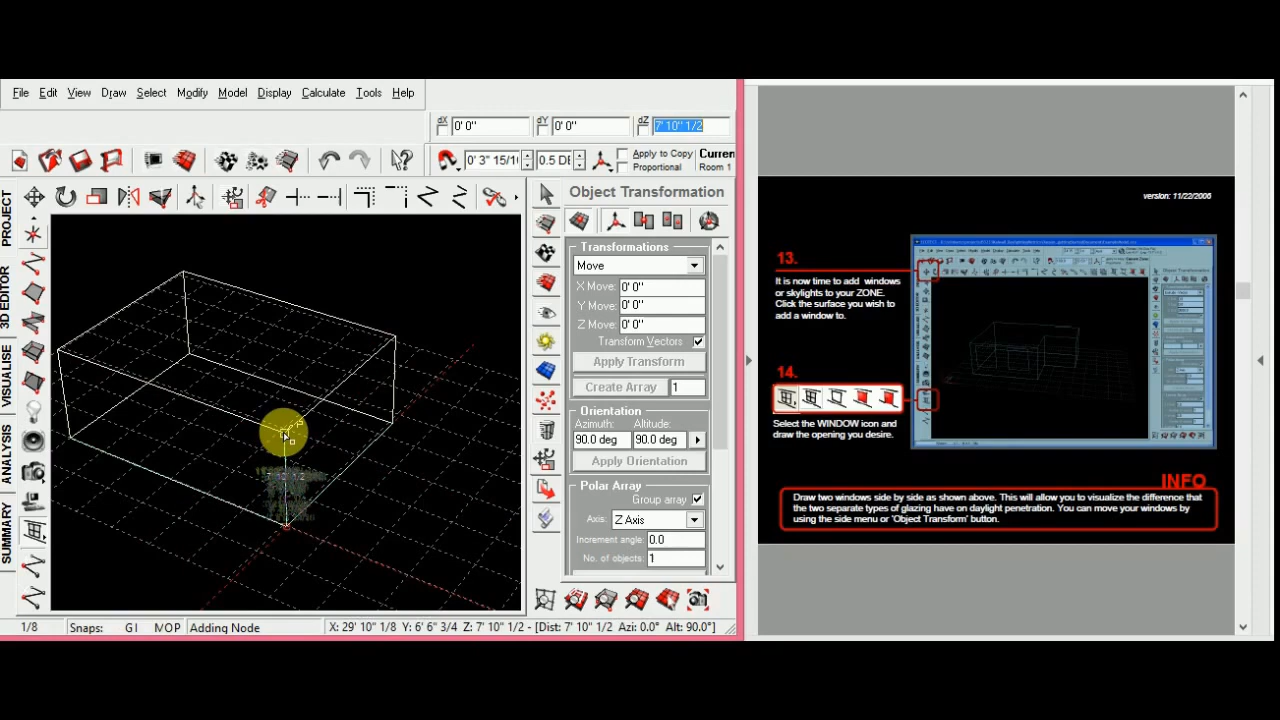 File Edit View Draw Select Modify Model Display Calculate Tools Help
dX 0' 0" dY 0' 0" dZ 7' 10" 1/2
0' 3" 15/1 0.5 DE Apply to Copy Curren
Proportional Room 1
PROJECT
3D EDITOR
VISUALISE
ANALYSIS
SUMMARY
Object Transformation
Transformations
Move
X Move: 0' 0"
Y Move: 0' 0"
Z Move: 0' 0"
Transform Vectors
Apply Transform
Create Array 1
Orientation
Azimuth: Altitude:
90.0 deg 90.0 deg
Apply Orientation
Polar Array
Group array
Axis: Z Axis
Increment angle: 0.0
No. of objects: 1
1/8 Snaps: GI MOP Adding Node X: 29' 10" 1/8 Y: 6' 6" 3/4 Z: 7' 10" 1/2 - [Dist: 7' 10" 1/2 Azi: 0.0° Alt: 90.0°]
version: 11/22/2006
13.
It is now time to add windows
or skylights to your ZONE.
Click the surface you wish to
add a window to.
14.
Select the WINDOW icon and
draw the opening you desire.
INFO
Draw two windows side by side as shown above. This will allow you to visualize the difference that
the two separate types of glazing have on daylight penetration. You can move your windows by
using the side menu or 'Object Transform' button.